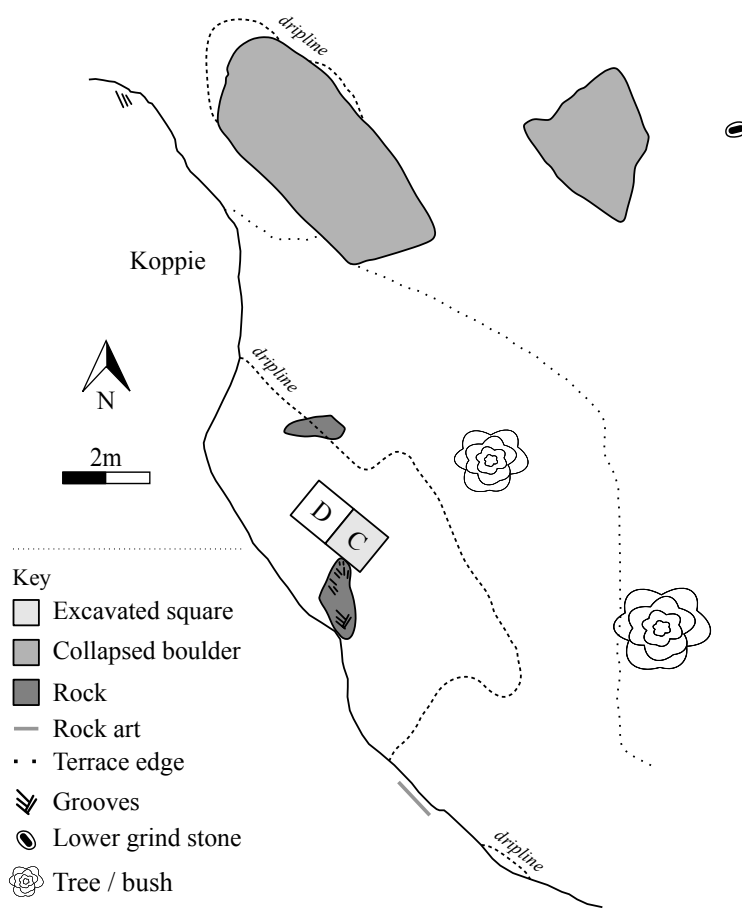 dripline
Koppie
dripline
N
2m
D
C
Key
Excavated square
Collapsed boulder
Rock
Rock art
Terrace edge
Grooves
Lower grind stone
Tree / bush
dripline